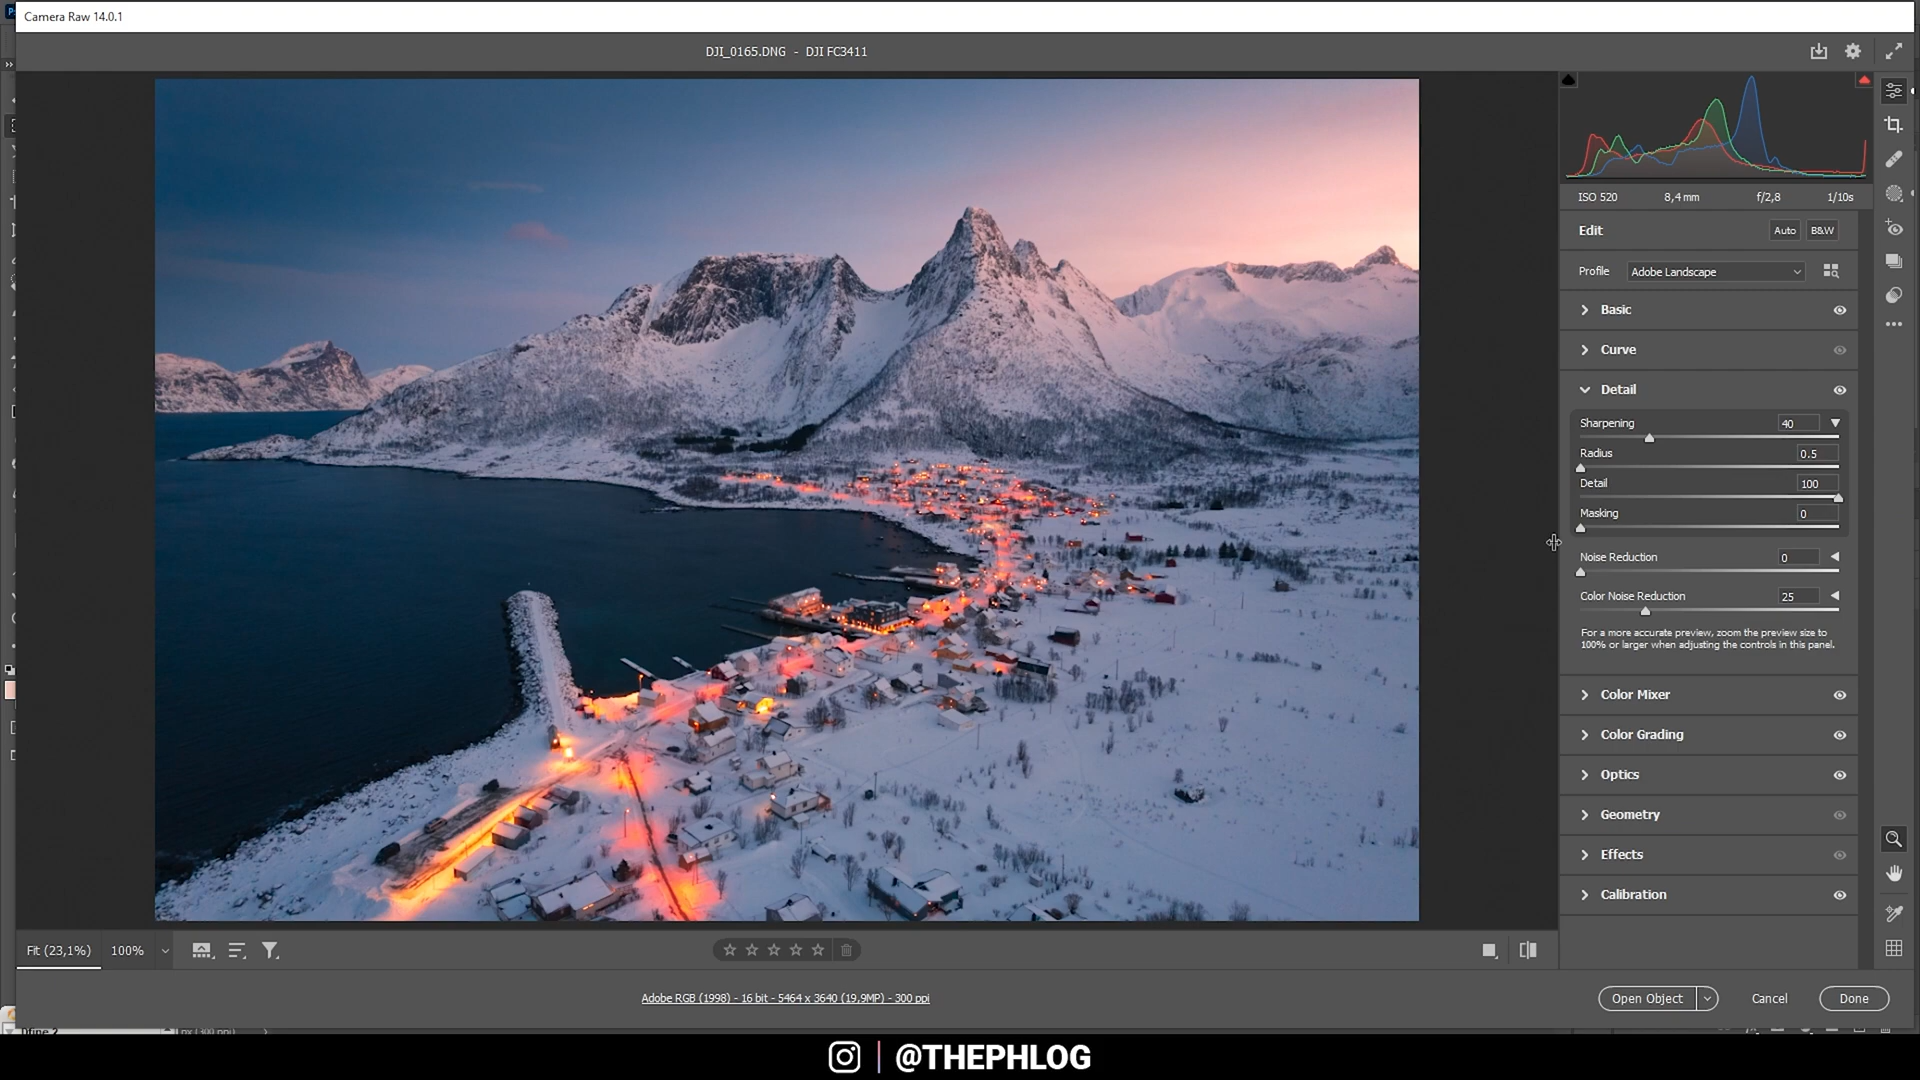 Camera Raw 14.0.1
DJI_0165.DNG - DJI FC3411
ISO 520 8,4 mm f/2,8 1/10s
Edit Auto B&W
Profile Adobe Landscape
Basic
Curve
Detail
Sharpening 40
Radius 0.5
Detail 100
Masking 0
Noise Reduction 0
Color Noise Reduction 25
For a more accurate preview, zoom the preview size to
100% or larger when adjusting the controls in this panel.
Color Mixer
Color Grading
Optics
Geometry
Effects
Calibration
Fit (23,1%) 100%
Adobe RGB (1998) - 16 bit - 5464 x 3640 (19,9MP) - 300 ppi
Open Object Cancel Done
@THEPHLOG